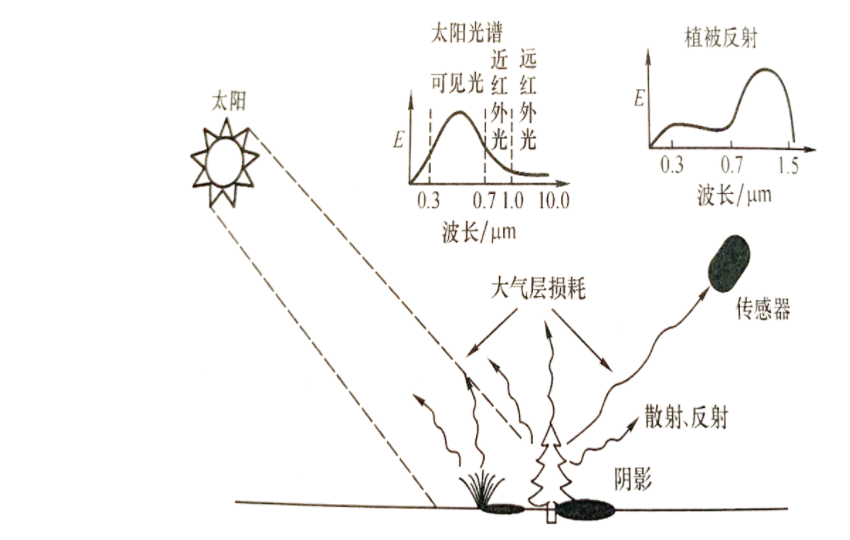 太阳光谱
可见光
近红外光
远红外光
E
0.3 0.7 1.0 10.0
波长/μm
植被反射
E
0.3 0.7 1.5
波长/μm
太阳
大气层损耗
传感器
散射、反射
阴影